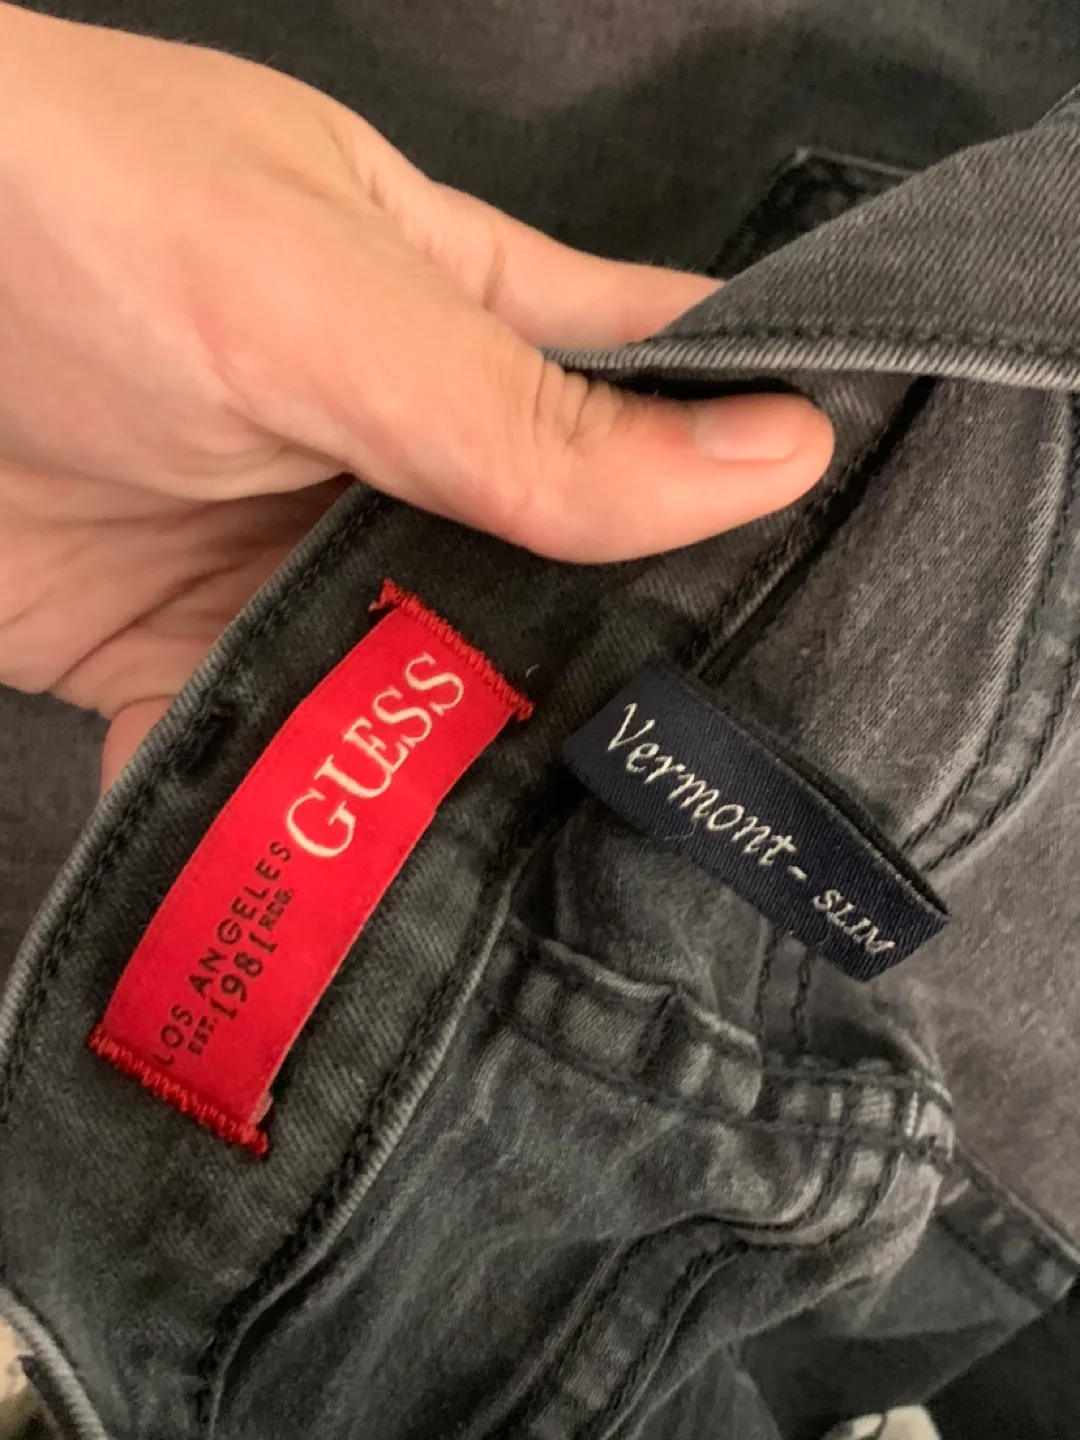 GUESS
LOS ANGELES
EST. 1981 REG.
Vermont - SLIM